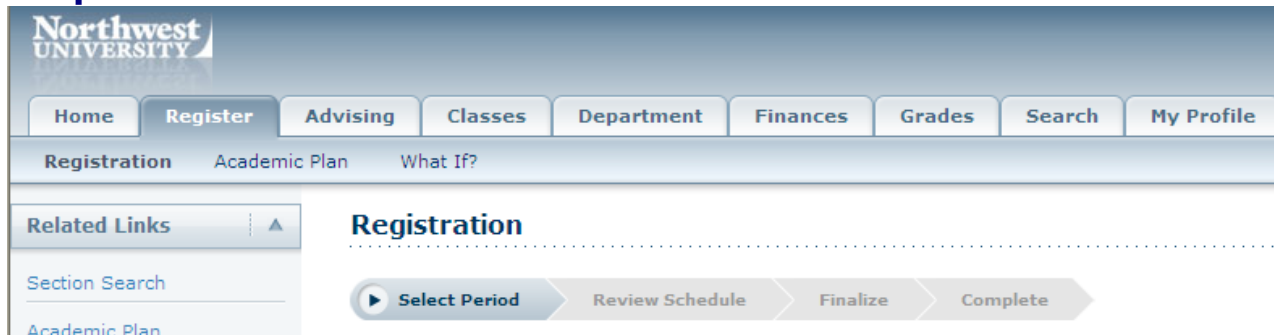 Northwest
UNIVERSITY
Home Register Advising Classes Department Finances Grades Search My Profile
Registration Academic Plan What If?
Related Links
Registration
Section Search
Select Period Review Schedule Finalize Complete
Academic Plan